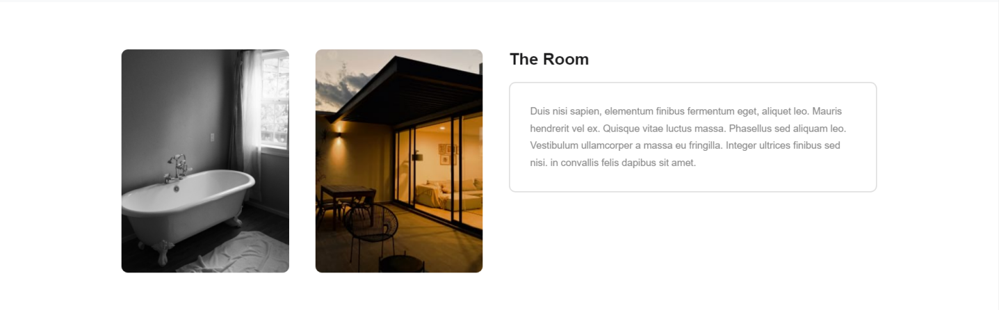 The Room
Duis nisi sapien, elementum finibus fermentum eget, aliquet leo. Mauris
hendrerit vel ex. Quisque vitae luctus massa. Phasellus sed aliquam leo.
Vestibulum ullamcorper a massa eu fringilla. Integer ultrices finibus sed
nisi. in convallis felis dapibus sit amet.